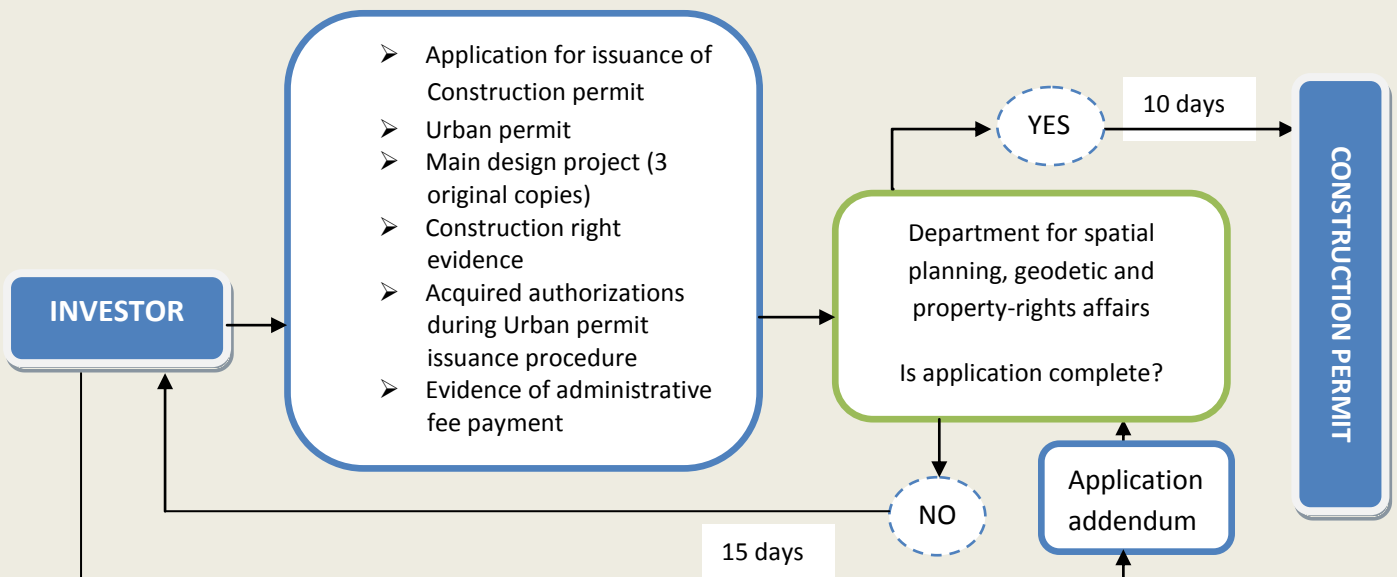 INVESTOR
➢ Application for issuance of
Construction permit
➢ Urban permit
➢ Main design project (3
original copies)
➢ Construction right
evidence
➢ Acquired authorizations
during Urban permit
issuance procedure
➢ Evidence of administrative
fee payment
Department for spatial
planning, geodetic and
property-rights affairs
Is application complete?
YES
10 days
CONSTRUCTION PERMIT
NO
15 days
Application
addendum